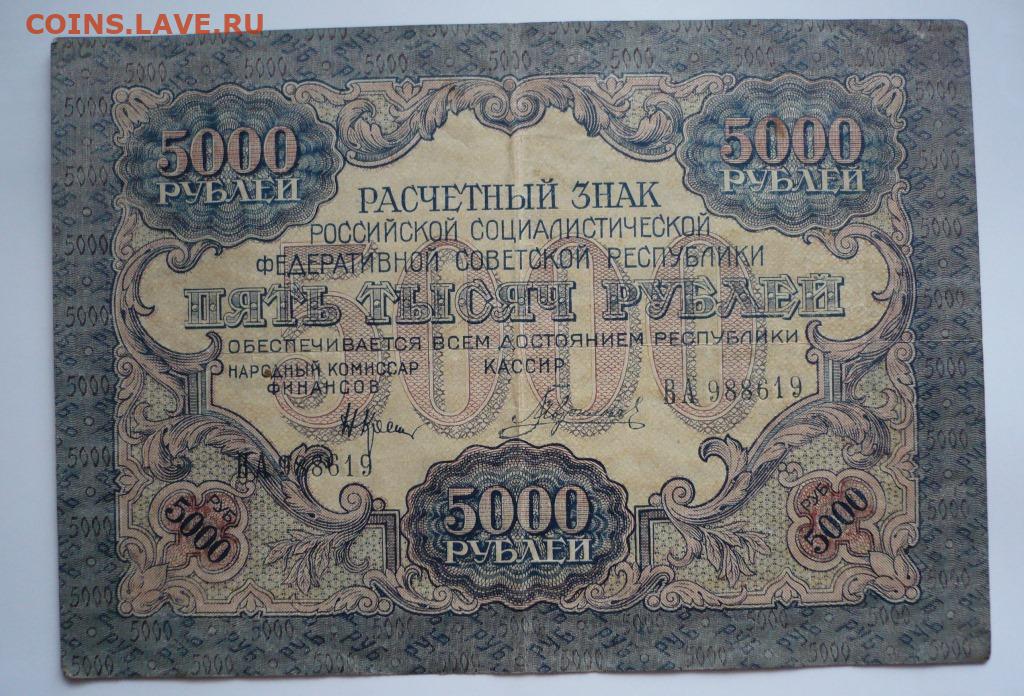 COINS.LAVE.RU
5000
РУБЛЕЙ
5000
РУБЛЕЙ
РАСЧЕТНЫЙ ЗНАК
РОССИЙСКОЙ СОЦИАЛИСТИЧЕСКОЙ
ФЕДЕРАТИВНОЙ СОВЕТСКОЙ РЕСПУБЛИКИ
5000
ПЯТЬ ТЫСЯЧ РУБЛЕЙ
ОБЕСПЕЧИВАЕТСЯ ВСЕМ ДОСТОЯНИЕМ РЕСПУБЛИКИ
НАРОДНЫЙ КОМИССАР
ФИНАНСОВ
КАССИР
ВА 988619
ВА 988619
РУБ
5000
5000
РУБЛЕЙ
РУБ
5000